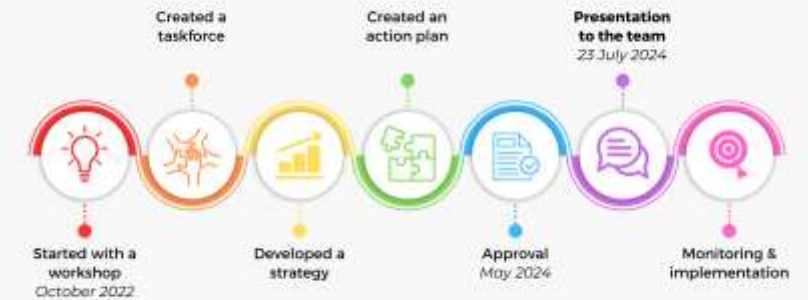 Created a
taskforce
Created an
action plan
Presentation
to the team
23 July 2024
Started with a
workshop
October 2022
Developed a
strategy
Approval
May 2024
Monitoring &
implementation